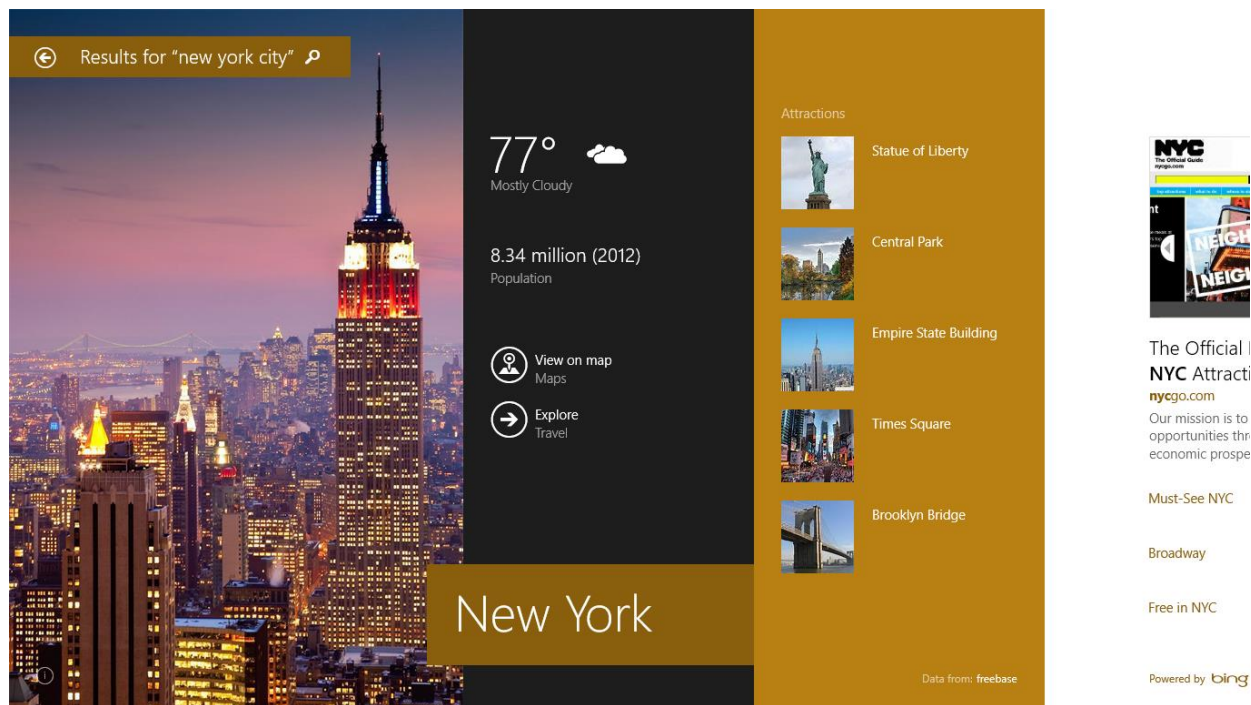 Results for "new york city"
77°
Mostly Cloudy
8.34 million (2012)
Population
View on map
Maps
Explore
Travel
New York
Attractions
Statue of Liberty
Central Park
Empire State Building
Times Square
Brooklyn Bridge
Data from: freebase
NYC
The Official Guide
nycgo.com
nt
NEIGH
NEIG
The Official
NYC Attracti
nycgo.com
Our mission is to
opportunities thr
economic prospe
Must-See NYC
Broadway
Free in NYC
Powered by bing